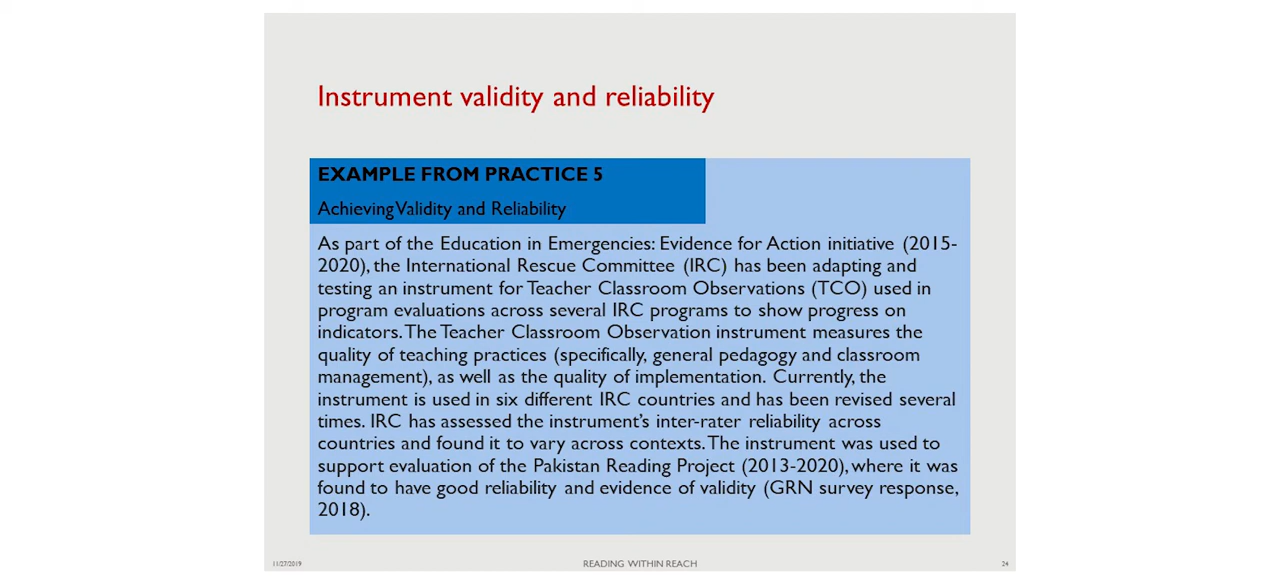 Instrument validity and reliability
EXAMPLE FROM PRACTICE 5
Achieving Validity and Reliability
As part of the Education in Emergencies: Evidence for Action initiative (2015-
2020), the International Rescue Committee (IRC) has been adapting and
testing an instrument for Teacher Classroom Observations (TCO) used in
program evaluations across several IRC programs to show progress on
indicators. The Teacher Classroom Observation instrument measures the
quality of teaching practices (specifically, general pedagogy and classroom
management), as well as the quality of implementation. Currently, the
instrument is used in six different IRC countries and has been revised several
times. IRC has assessed the instrument's inter-rater reliability across
countries and found it to vary across contexts. The instrument was used to
support evaluation of the Pakistan Reading Project (2013-2020), where it was
found to have good reliability and evidence of validity (GRN survey response,
2018).
11/27/2019
READING WITHIN REACH
24